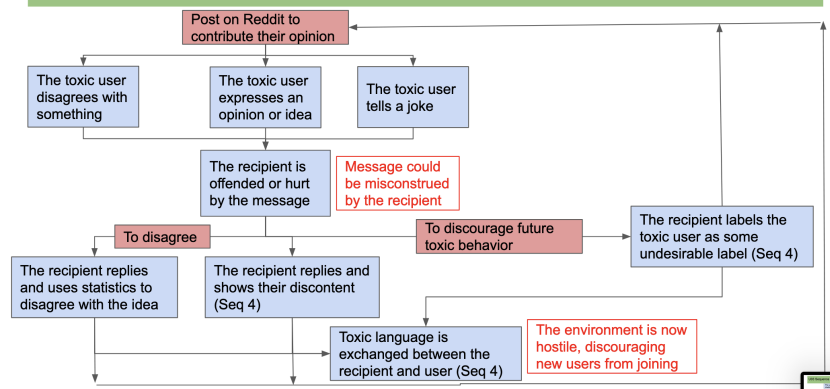 Post on Reddit to
contribute their opinion
The toxic user
disagrees with
something
The toxic user
expresses an
opinion or idea
The toxic user
tells a joke
The recipient is
offended or hurt
by the message
Message could
be misconstrued
by the recipient
To disagree
To discourage future
toxic behavior
The recipient labels the
toxic user as some
undesirable label (Seq 4)
The recipient replies
and uses statistics to
disagree with the idea
The recipient replies and
shows their discontent
(Seq 4)
Toxic language is
exchanged between the
recipient and user (Seq 4)
The environment is now
hostile, discouraging
new users from joining